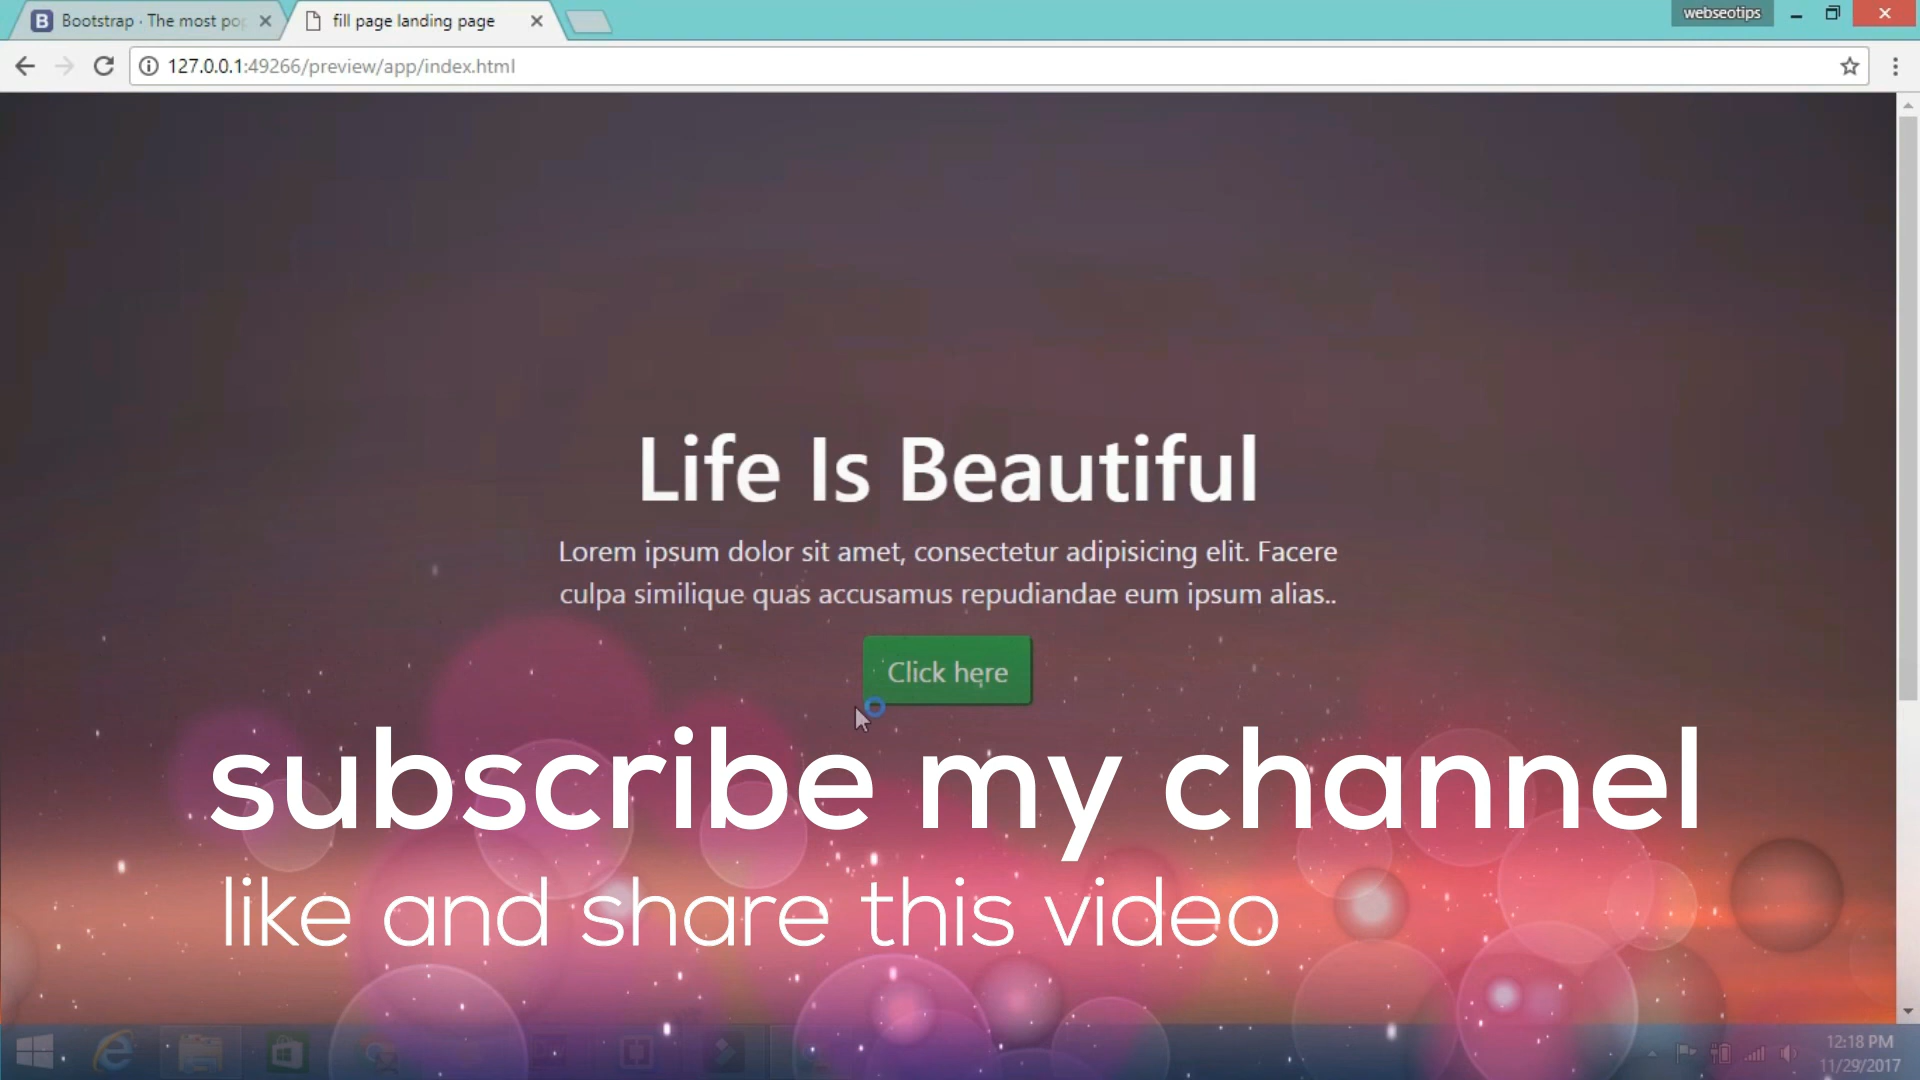 Bootstrap · The most pop
fill page landing page
webseotips
127.0.0.1:49266/preview/app/index.html
Life Is Beautiful
Lorem ipsum dolor sit amet, consectetur adipisicing elit. Facere
culpa similique quas accusamus repudiandae eum ipsum alias..
Click here
subscribe my channel
like and share this video
12:18 PM
11/29/2017